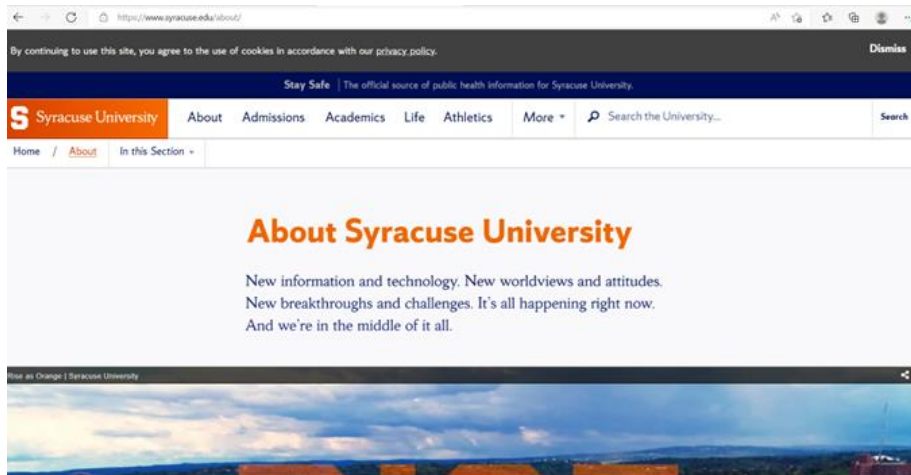 https://www.syracuse.edu/about/
By continuing to use this site, you agree to the use of cookies in accordance with our privacy policy.
Dismiss
Stay Safe | The official source of public health information for Syracuse University.
S Syracuse University
About Admissions Academics Life Athletics More
Search the University...
Search
Home / About In this Section
About Syracuse University
New information and technology. New worldviews and attitudes.
New breakthroughs and challenges. It's all happening right now.
And we're in the middle of it all.
Rise as Orange | Syracuse University